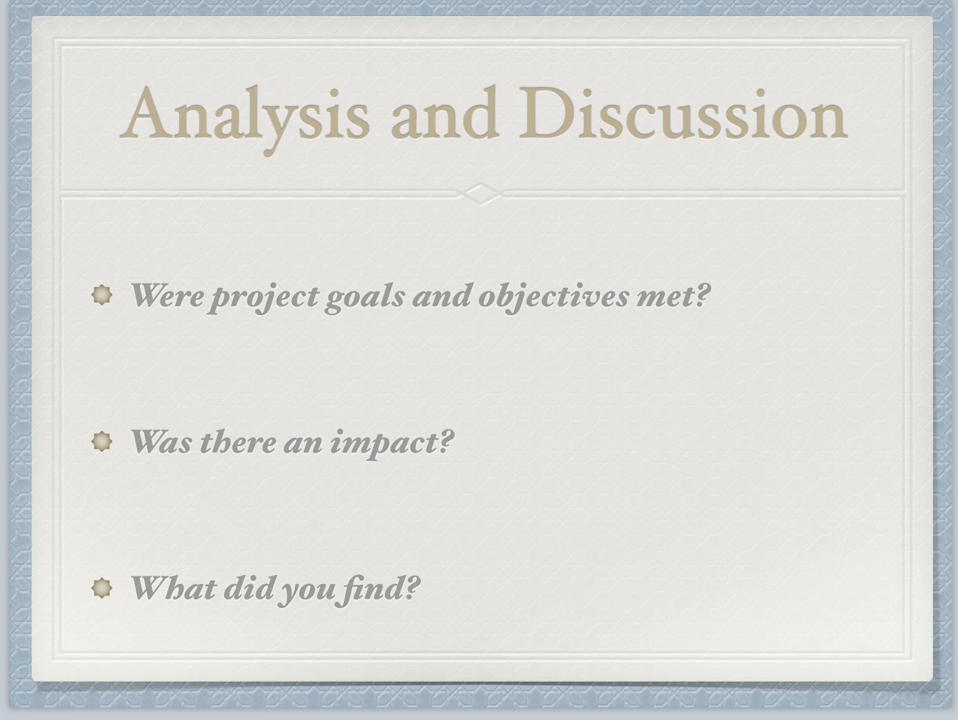 Analysis and Discussion
Were project goals and objectives met?
Was there an impact?
What did you find?